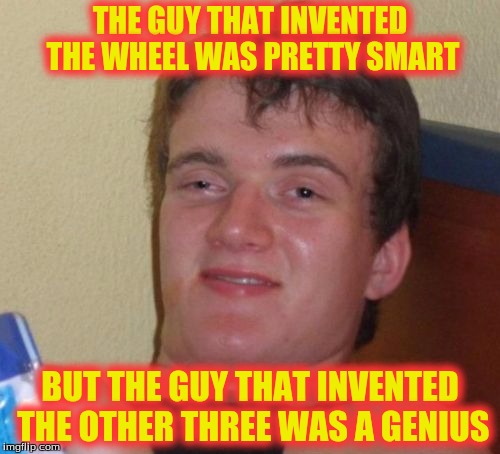 THE GUY THAT INVENTED
THE WHEEL WAS PRETTY SMART
BUT THE GUY THAT INVENTED
THE OTHER THREE WAS A GENIUS
imgflip.com